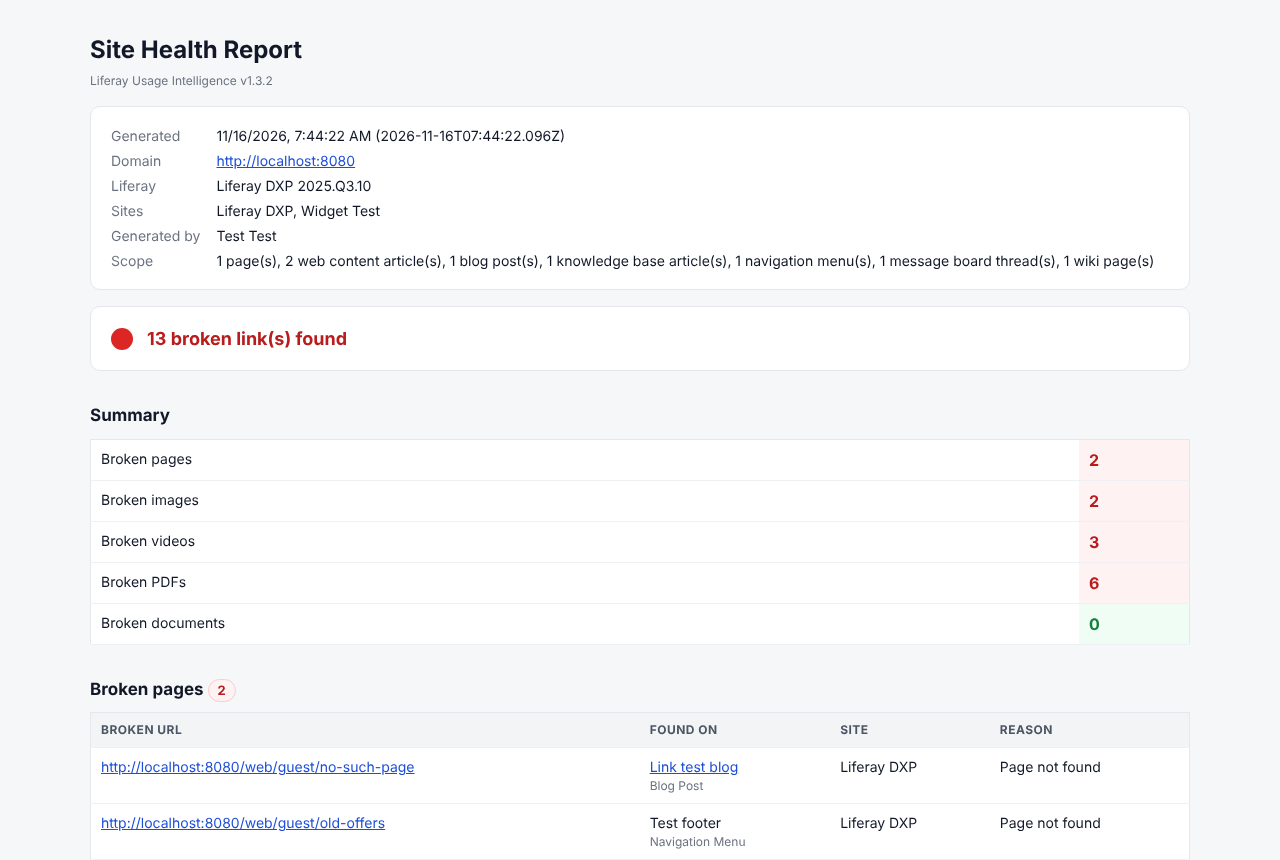 Site Health Report
Liferay Usage Intelligence v1.3.2
Generated 11/16/2026, 7:44:22 AM (2026-11-16T07:44:22.096Z)
Domain http://localhost:8080
Liferay Liferay DXP 2025.Q3.10
Sites Liferay DXP, Widget Test
Generated by Test Test
Scope 1 page(s), 2 web content article(s), 1 blog post(s), 1 knowledge base article(s), 1 navigation menu(s), 1 message board thread(s), 1 wiki page(s)
13 broken link(s) found
Summary
Broken pages 2
Broken images 2
Broken videos 3
Broken PDFs 6
Broken documents 0
Broken pages 2
BROKEN URL FOUND ON SITE REASON
http://localhost:8080/web/guest/no-such-page Link test blog Liferay DXP Page not found
Blog Post
http://localhost:8080/web/guest/old-offers Test footer Liferay DXP Page not found
Navigation Menu